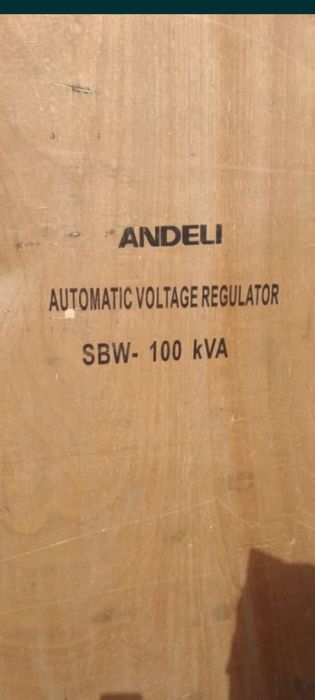 ANDELI
AUTOMATIC VOLTAGE REGULATOR
SBW- 100 kVA